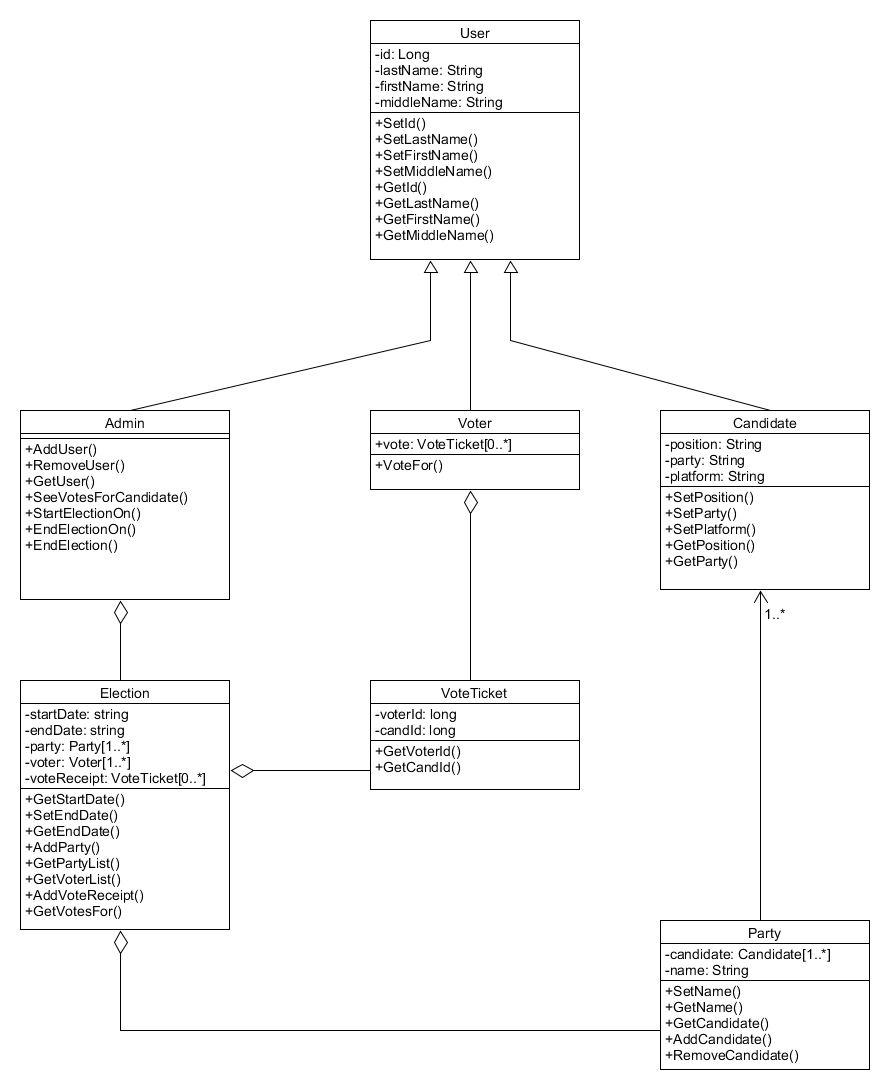 User
-id: Long
-lastName: String
-firstName: String
-middleName: String
+SetId()
+SetLastName()
+SetFirstName()
+SetMiddleName()
+GetId()
+GetLastName()
+GetFirstName()
+GetMiddleName()
Admin
+AddUser()
+RemoveUser()
+GetUser()
+SeeVotesForCandidate()
+StartElectionOn()
+EndElectionOn()
+EndElection()
Voter
+vote: VoteTicket[0..*]
+VoteFor()
Candidate
-position: String
-party: String
-platform: String
+SetPosition()
+SetParty()
+SetPlatform()
+GetPosition()
+GetParty()
1..*
Election
-startDate: string
-endDate: string
-party: Party[1..*]
-voter: Voter[1..*]
-voteReceipt: VoteTicket[0..*]
+GetStartDate()
+SetEndDate()
+GetEndDate()
+AddParty()
+GetPartyList()
+GetVoterList()
+AddVoteReceipt()
+GetVotesFor()
VoteTicket
-voterId: long
-candId: long
+GetVoterId()
+GetCandId()
Party
-candidate: Candidate[1..*]
-name: String
+SetName()
+GetName()
+GetCandidate()
+AddCandidate()
+RemoveCandidate()